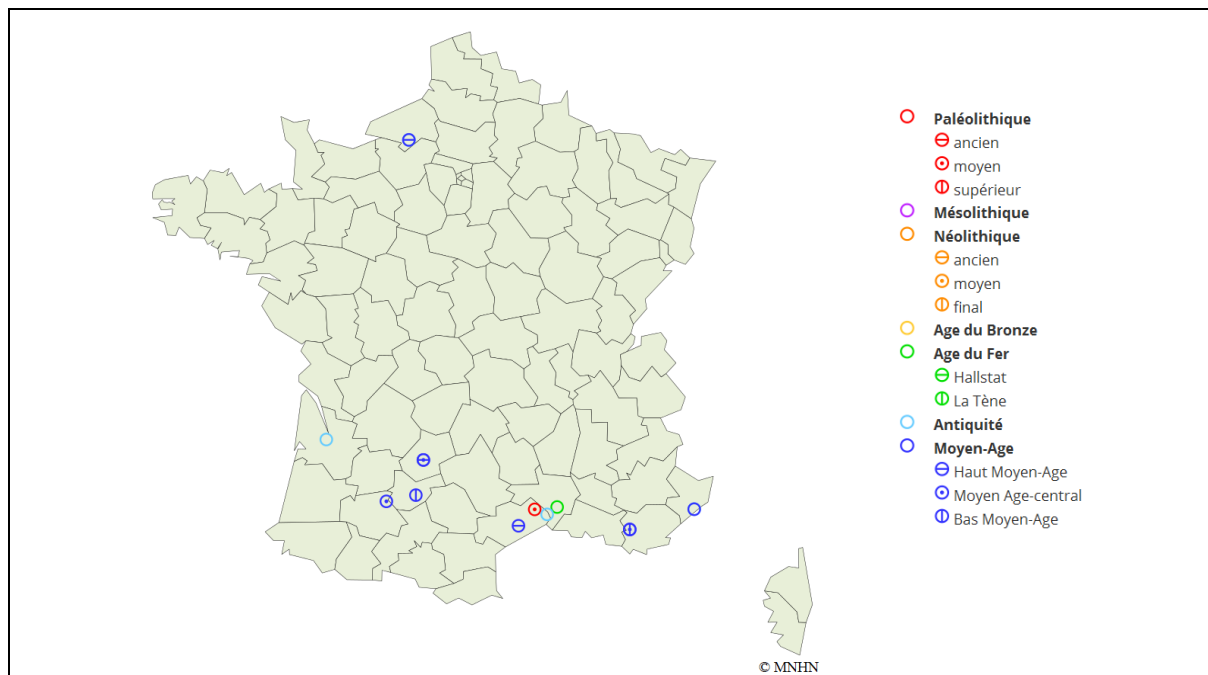 Paléolithique
ancien
moyen
supérieur
Mésolithique
Néolithique
ancien
moyen
final
Age du Bronze
Age du Fer
Hallstat
La Tène
Antiquité
Moyen-Age
Haut Moyen-Age
Moyen Age-central
Bas Moyen-Age
© MNHN